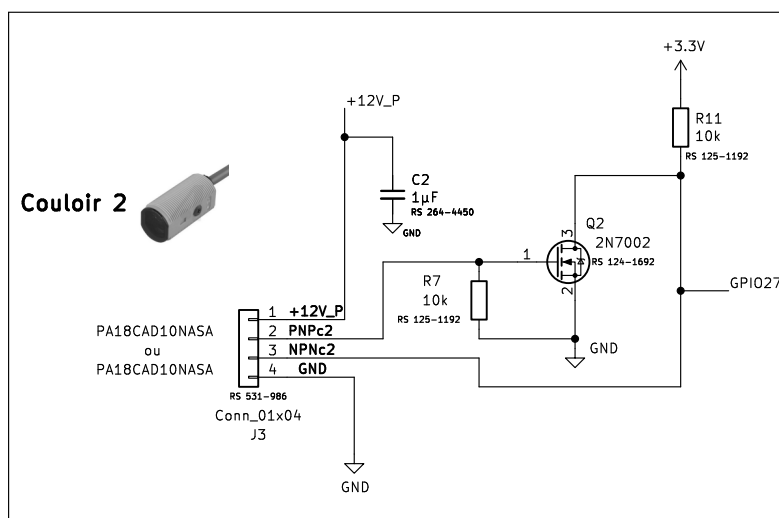 +3.3V
+12V_P
R11
10k
RS 125-1192
Couloir 2
C2
1µF
RS 264-4450
GND
3
Q2
2N7002
1
RS 124-1692
2
R7
10k
RS 125-1192
GPIO27
1 +12V_P
PA18CAD10NASA
2 PNPc2
ou
3 NPNc2
PA18CAD10NASA
4 GND
GND
RS 531-986
Conn_01x04
J3
GND